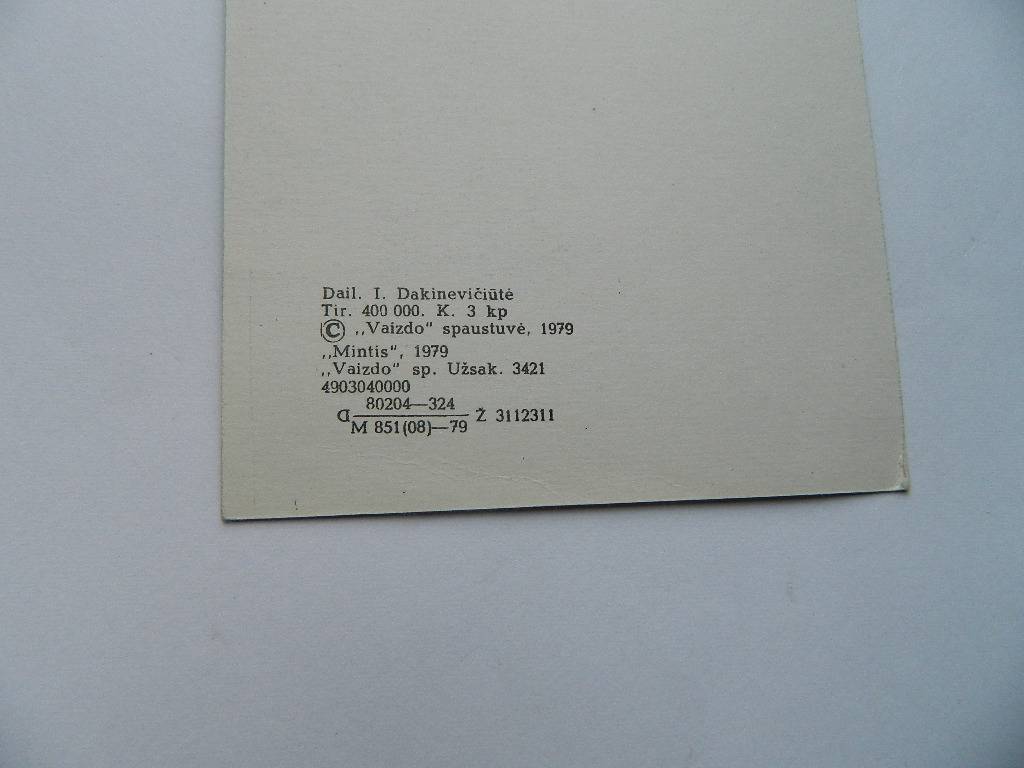 Dail. I. Dakinevičiūtė
Tir. 400 000. K. 3 kp
© ,,Vaizdo" spaustuvė, 1979
,,Mintis", 1979
,,Vaizdo" sp. Užsak. 3421
4903040000
80204—324
D Ž 3112311
M 851(08)—79